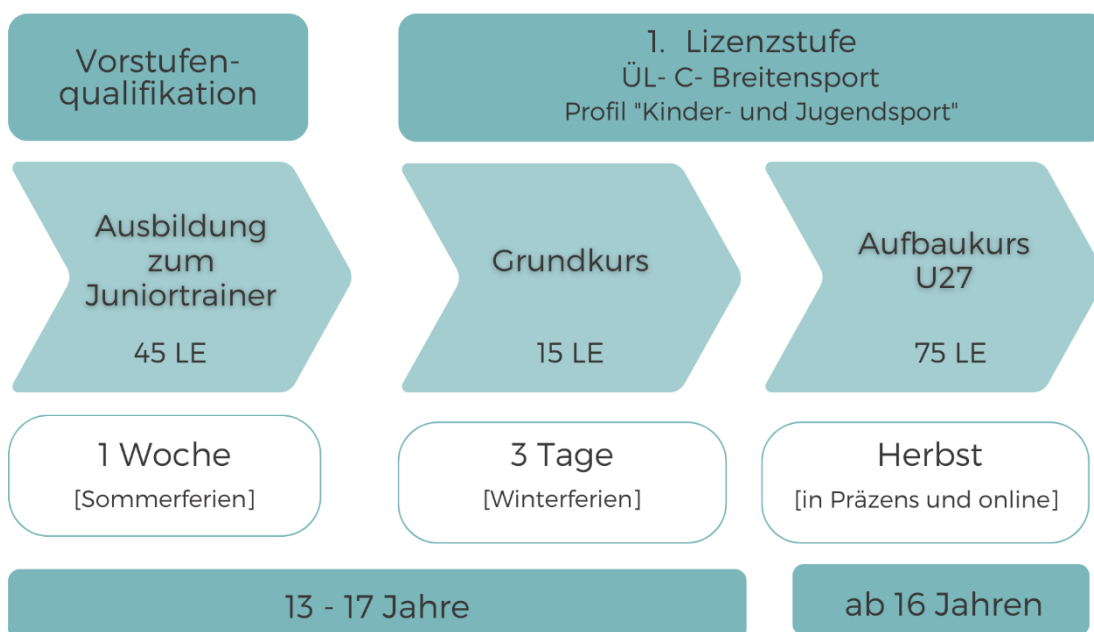 Vorstufen-
qualifikation
1. Lizenzstufe
ÜL- C- Breitensport
Profil "Kinder- und Jugendsport"
Ausbildung
zum
Juniortrainer
45 LE
Grundkurs
15 LE
Aufbaukurs
U27
75 LE
1 Woche
[Sommerferien]
3 Tage
[Winterferien]
Herbst
[in Präzens und online]
13 - 17 Jahre
ab 16 Jahren